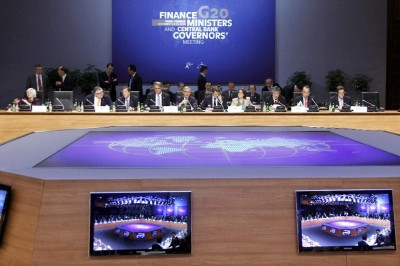 FINANCE G20
MINISTERS
AND CENTRAL BANK
GOVERNORS'
MEETING